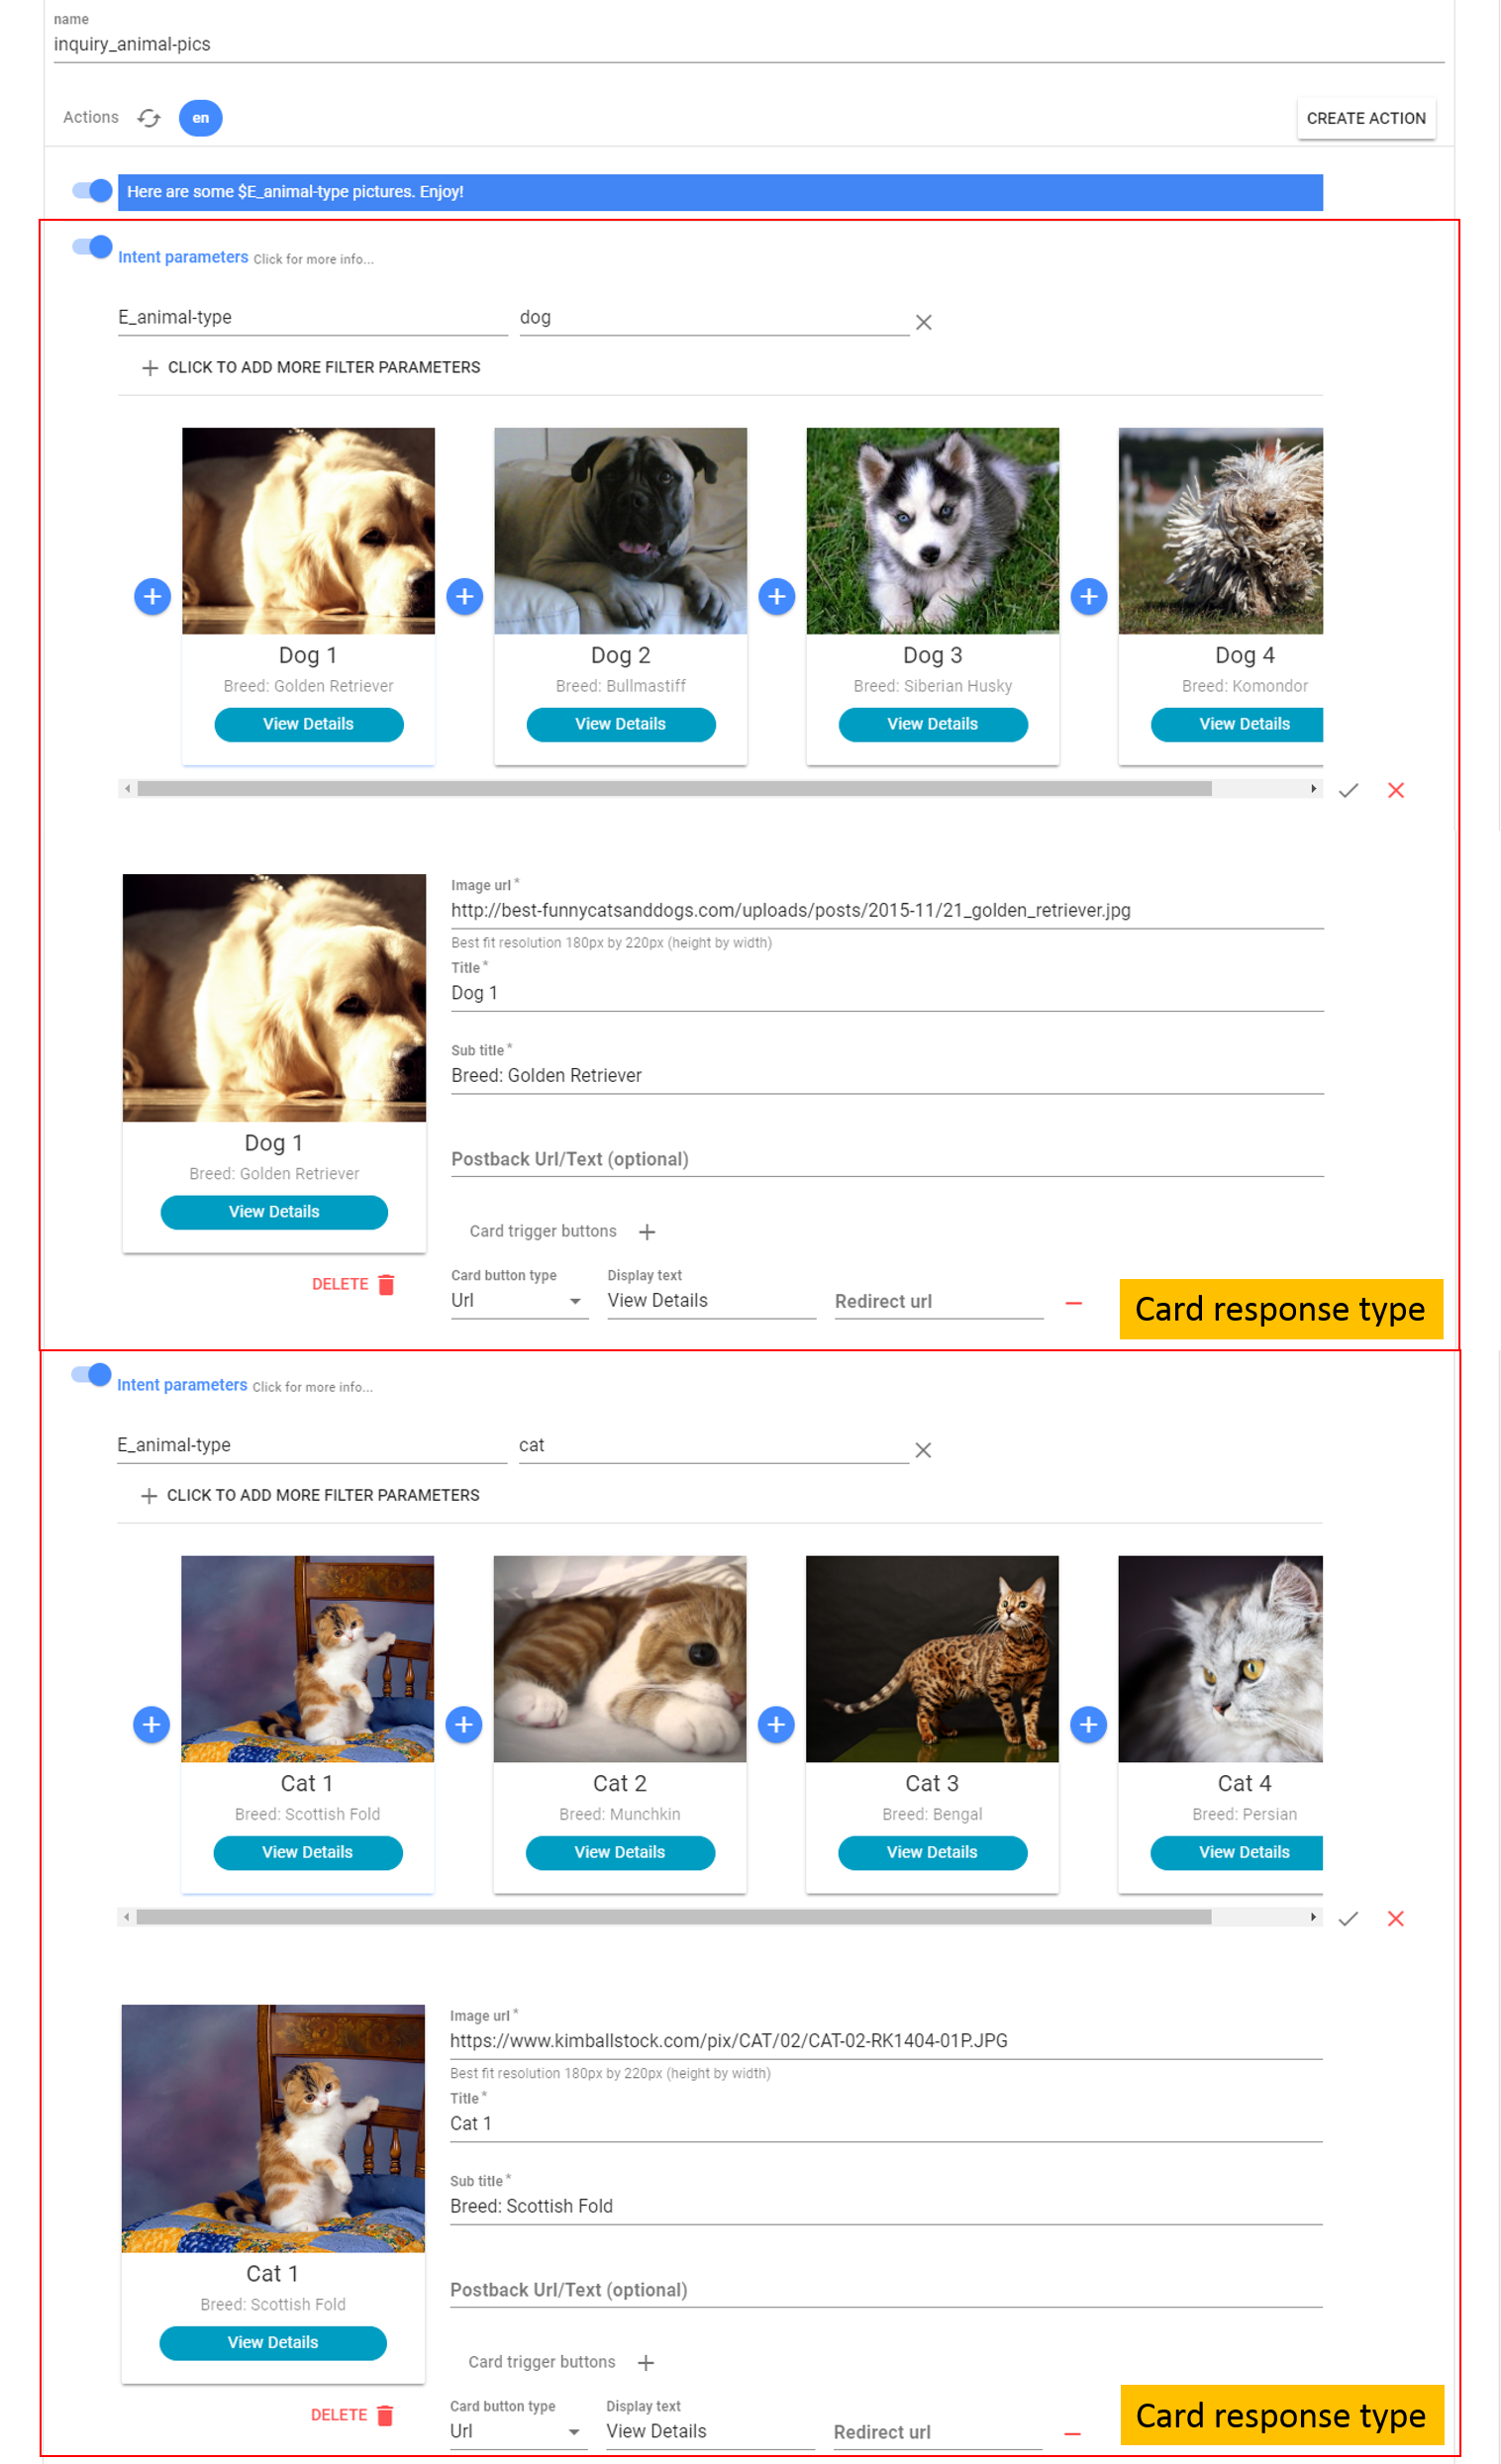 name
inquiry_animal-pics
Actions en CREATE ACTION
Here are some $E_animal-type pictures. Enjoy!
Intent parameters Click for more info...
E_animal-type dog
CLICK TO ADD MORE FILTER PARAMETERS
Dog 1 Dog 2 Dog 3 Dog 4
Breed: Golden Retriever Breed: Bullmastiff Breed: Siberian Husky Breed: Komondor
View Details View Details View Details View Details
Image url *
http://best-funnycatsanddogs.com/uploads/posts/2015-11/21_golden_retriever.jpg
Best fit resolution 180px by 220px (height by width)
Title *
Dog 1
Sub title *
Breed: Golden Retriever
Dog 1
Breed: Golden Retriever
View Details
Postback Url/Text (optional)
Card trigger buttons
DELETE
Card button type Display text
Url View Details Redirect url
Card response type
Intent parameters Click for more info...
E_animal-type cat
CLICK TO ADD MORE FILTER PARAMETERS
Cat 1 Cat 2 Cat 3 Cat 4
Breed: Scottish Fold Breed: Munchkin Breed: Bengal Breed: Persian
View Details View Details View Details View Details
Image url *
https://www.kimballstock.com/pix/CAT/02/CAT-02-RK1404-01P.JPG
Best fit resolution 180px by 220px (height by width)
Title *
Cat 1
Sub title *
Breed: Scottish Fold
Cat 1
Breed: Scottish Fold
View Details
Postback Url/Text (optional)
Card trigger buttons
DELETE
Card button type Display text
Url View Details Redirect url
Card response type